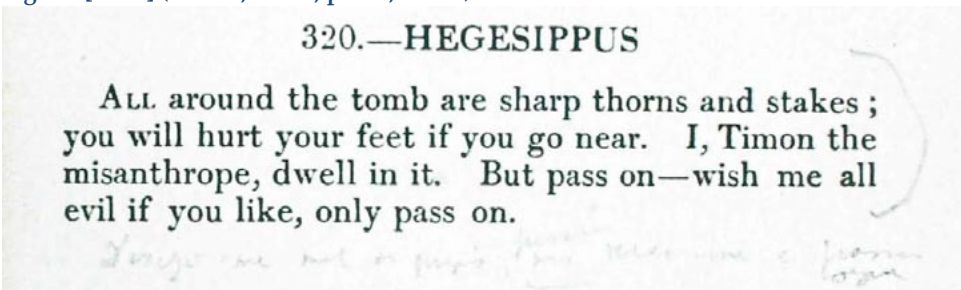 320.—HEGESIPPUS
ALL around the tomb are sharp thorns and stakes ;
you will hurt your feet if you go near. I, Timon the
misanthrope, dwell in it. But pass on—wish me all
evil if you like, only pass on.